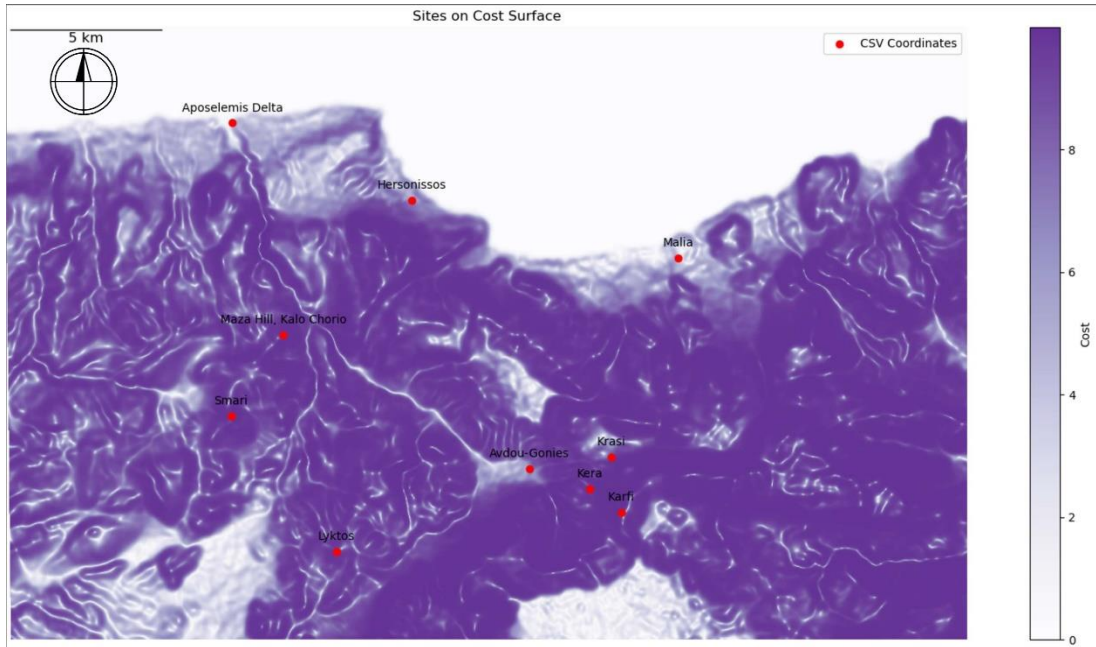 Sites on Cost Surface
5 km
CSV Coordinates
Aposelemis Delta
Hersonissos
Malia
Maza Hill, Kalo Chorio
Smari
Krasi
Avdou-Gonies
Kera
Karfi
Lyktos
8
6
4
2
0
Cost